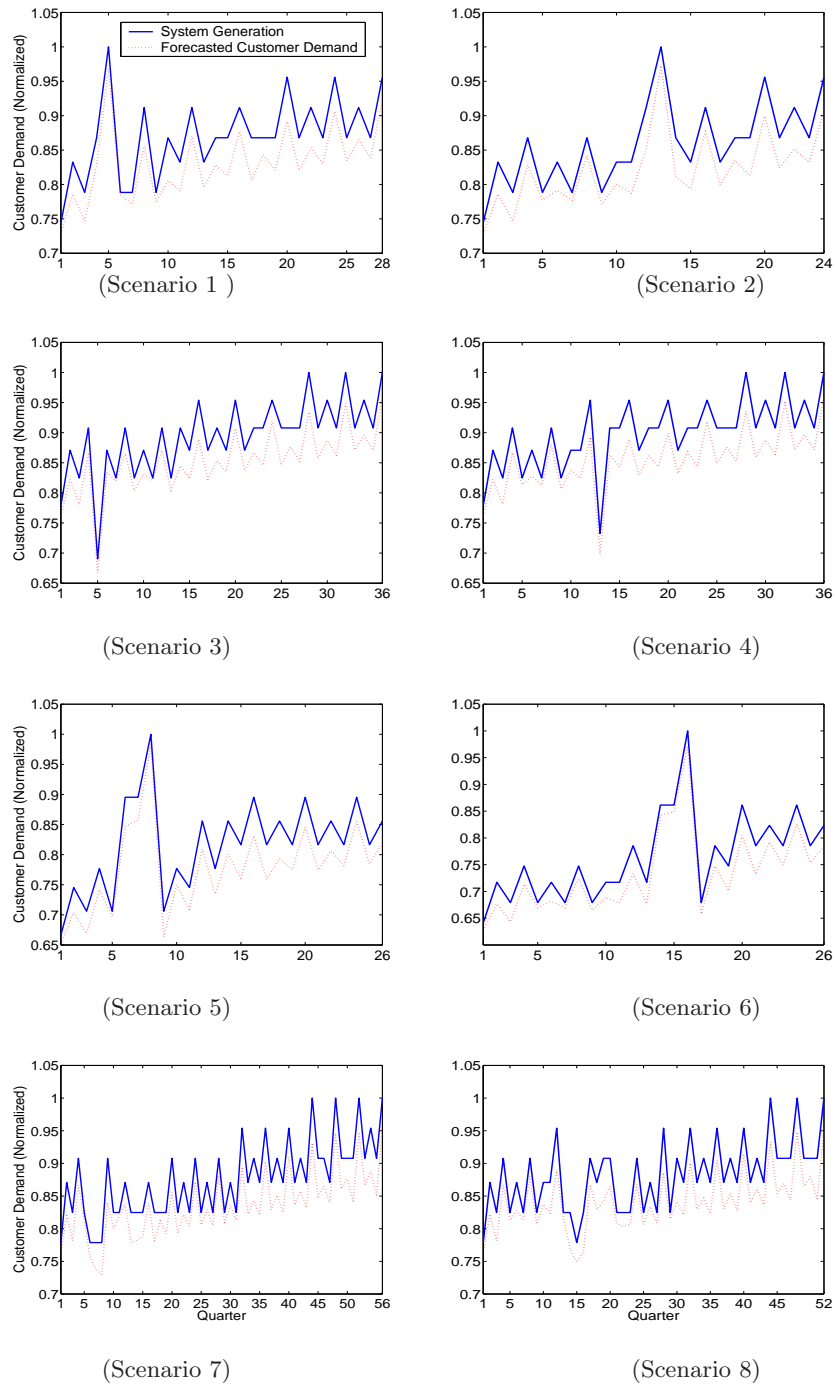 System Generation
Forecasted Customer Demand
Customer Demand (Normalized)
1.05
1
0.95
0.9
0.85
0.8
0.75
0.7
1 5 10 15 20 25 28
(Scenario 1 )
1.05
1
0.95
0.9
0.85
0.8
0.75
0.7
1 5 10 15 20 24
(Scenario 2)
Customer Demand (Normalized)
1.05
1
0.95
0.9
0.85
0.8
0.75
0.7
0.65
1 5 10 15 20 25 30 36
(Scenario 3)
1.05
1
0.95
0.9
0.85
0.8
0.75
0.7
0.65
1 5 10 15 20 25 30 36
(Scenario 4)
Customer Demand (Normalized)
1.05
1
0.95
0.9
0.85
0.8
0.75
0.7
0.65
1 5 10 15 20 26
(Scenario 5)
1.05
1
0.95
0.9
0.85
0.8
0.75
0.7
0.65
1 5 10 15 20 26
(Scenario 6)
Customer Demand (Normalized)
1.05
1
0.95
0.9
0.85
0.8
0.75
0.7
1 5 10 15 20 25 30 35 40 45 50 56
Quarter
(Scenario 7)
1.05
1
0.95
0.9
0.85
0.8
0.75
0.7
1 5 10 15 20 25 30 35 40 45 52
Quarter
(Scenario 8)